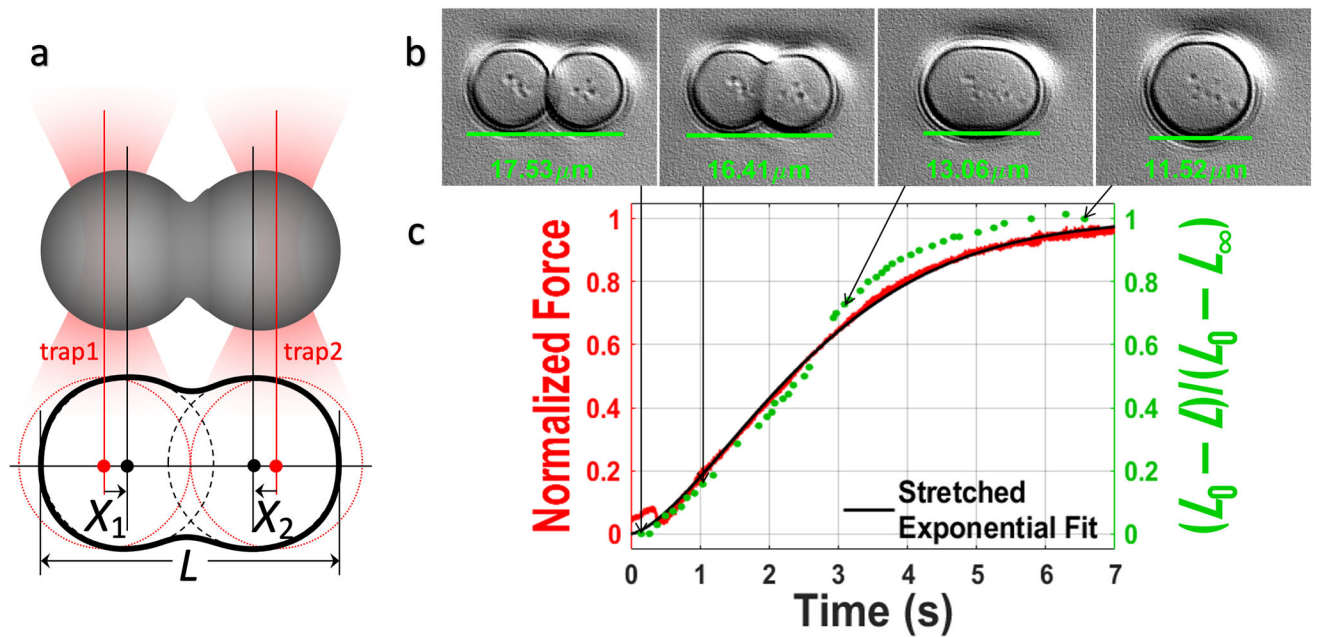 a
trap1
trap2
X1
X2
L
b
17.53μm
16.41μm
13.06μm
11.52μm
c
Normalized Force
1
0.8
0.6
0.4
0.2
0
1
0.8
0.6
0.4
0.2
0
(L0 − L)/(L0 − L∞)
Stretched
Exponential Fit
0
1
2
3
4
5
6
7
Time (s)